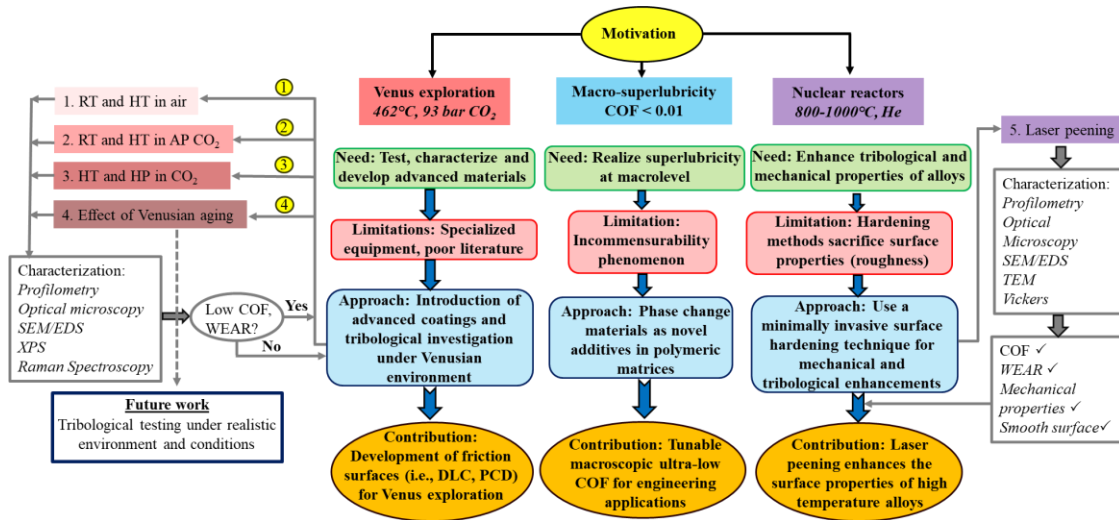 Motivation
Venus exploration
462°C, 93 bar CO₂
Macro-superlubricity
COF < 0.01
Nuclear reactors
800-1000°C, He
1
1. RT and HT in air
2
2. RT and HT in AP CO₂
3
3. HT and HP in CO₂
4
4. Effect of Venusian aging
Characterization:
Profilometry
Optical microscopy
SEM/EDS
XPS
Raman Spectroscopy
Low COF,
WEAR?
Yes
No
Future work
Tribological testing under realistic
environment and conditions
Need: Test, characterize and
develop advanced materials
Limitations: Specialized
equipment, poor literature
Approach: Introduction of
advanced coatings and
tribological investigation
under Venusian
environment
Contribution:
Development of friction
surfaces (i.e., DLC, PCD)
for Venus exploration
Need: Realize superlubricity
at macrolevel
Limitation:
Incommensurability
phenomenon
Approach: Phase change
materials as novel
additives in polymeric
matrices
Contribution: Tunable
macroscopic ultra-low
COF for engineering
applications
Need: Enhance tribological and
mechanical properties of alloys
Limitation: Hardening
methods sacrifice surface
properties (roughness)
Approach: Use a
minimally invasive surface
hardening technique for
mechanical and
tribological enhancements
Contribution: Laser
peening enhances the
surface properties of high
temperature alloys
5. Laser peening
Characterization:
Profilometry
Optical
Microscopy
SEM/EDS
TEM
Vickers
COF ✓
WEAR ✓
Mechanical
properties ✓
Smooth surface✓